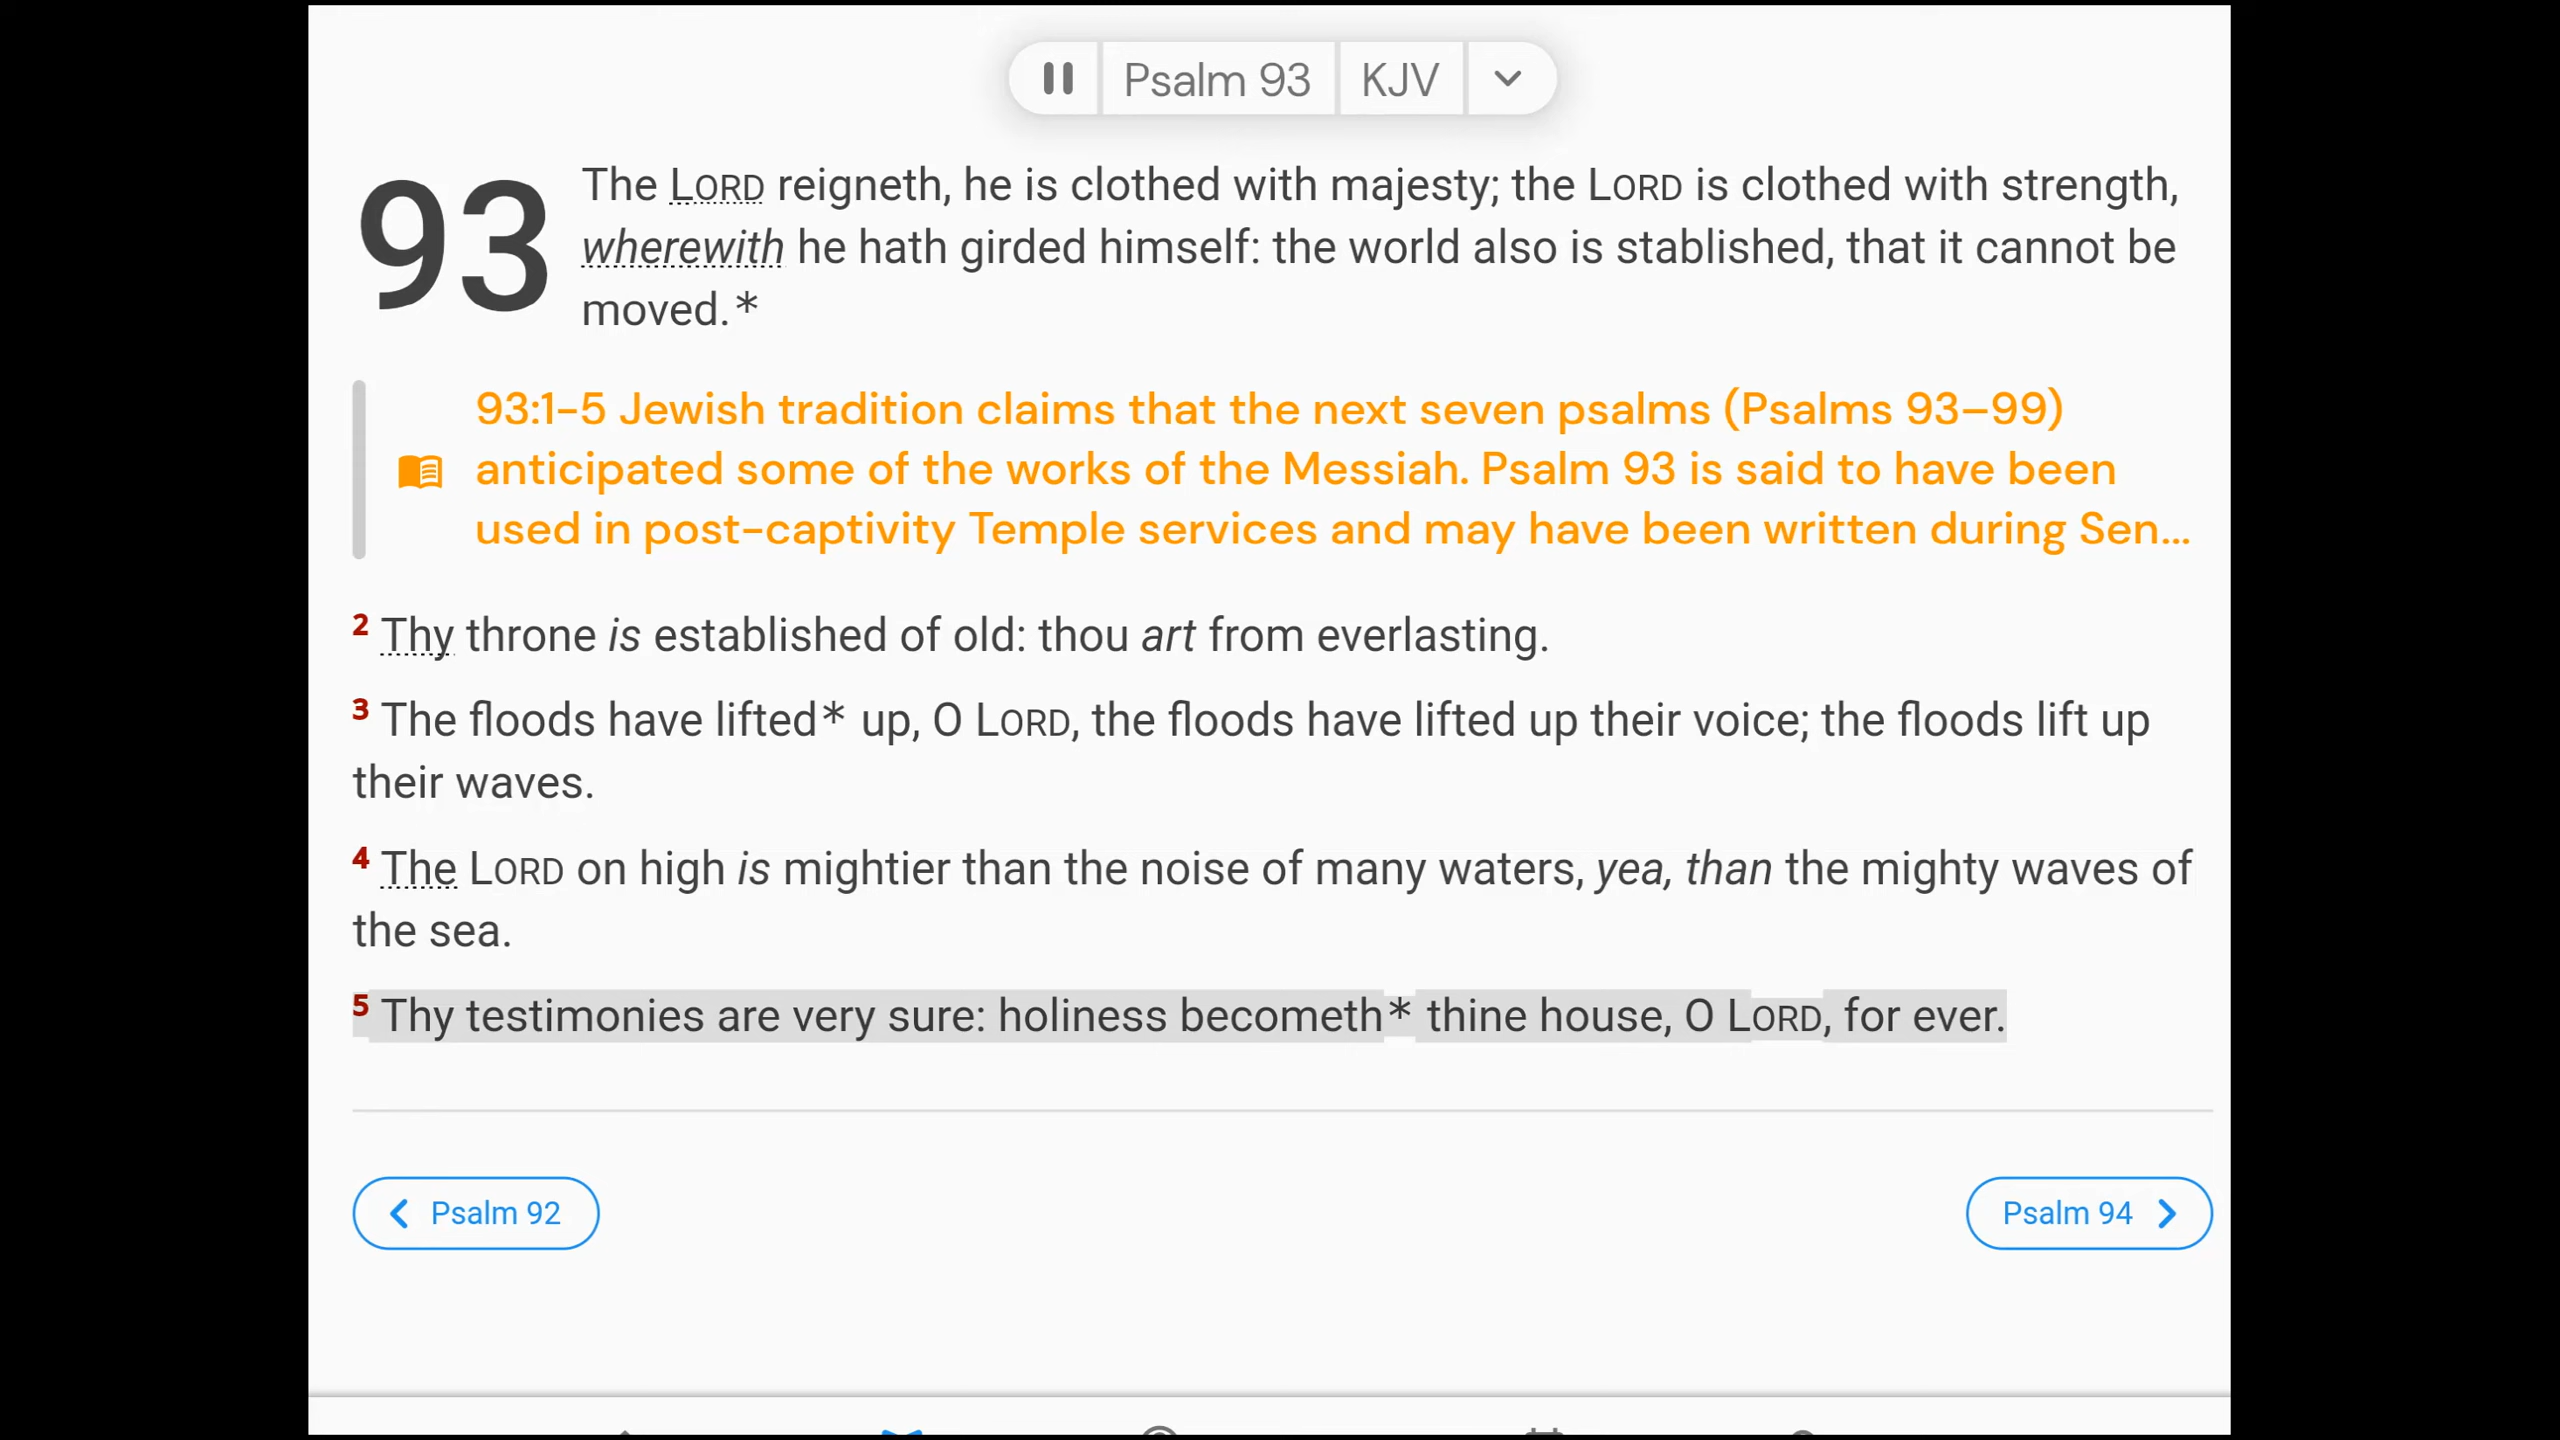 Psalm 93 KJV
93 The LORD reigneth, he is clothed with majesty; the LORD is clothed with strength,
wherewith he hath girded himself: the world also is stablished, that it cannot be
moved.*
93:1–5 Jewish tradition claims that the next seven psalms (Psalms 93–99)
anticipated some of the works of the Messiah. Psalm 93 is said to have been
used in post-captivity Temple services and may have been written during Sen...
2 Thy throne is established of old: thou art from everlasting.
3 The floods have lifted* up, O LORD, the floods have lifted up their voice; the floods lift up
their waves.
4 The LORD on high is mightier than the noise of many waters, yea, than the mighty waves of
the sea.
5 Thy testimonies are very sure: holiness becometh* thine house, O LORD, for ever.
Psalm 92
Psalm 94